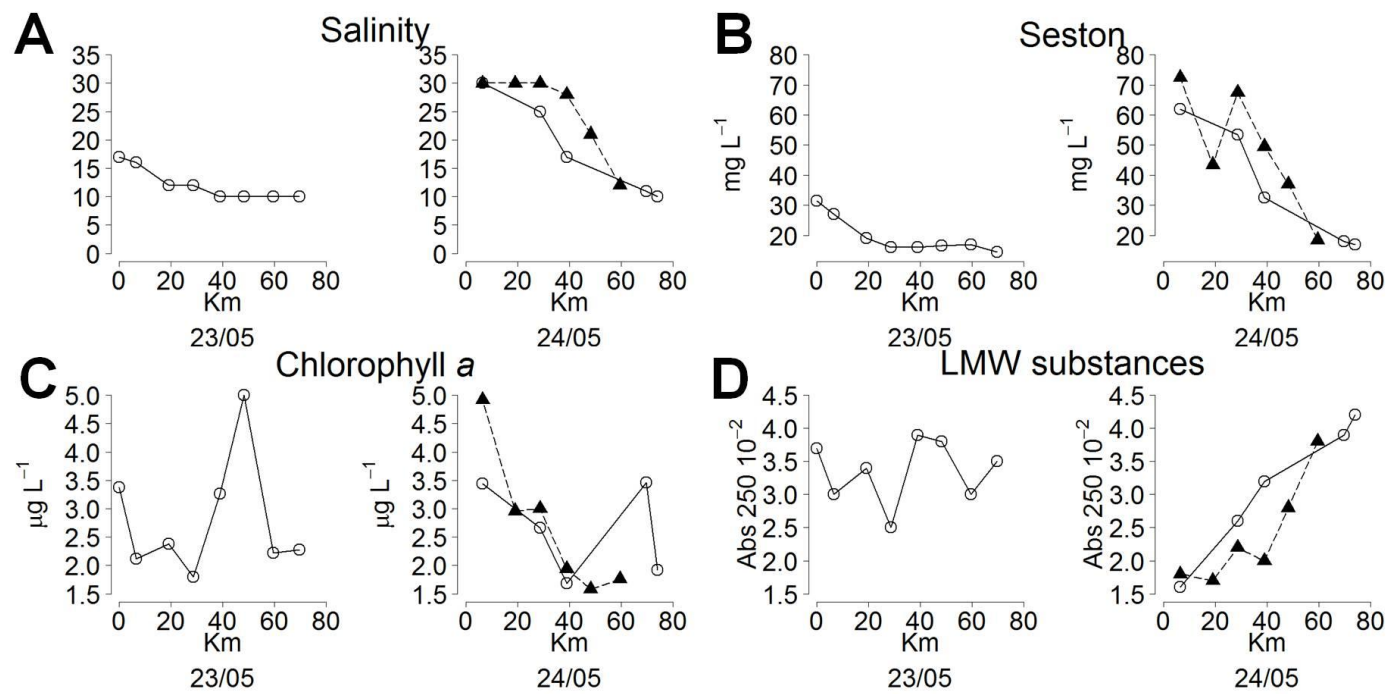 A
Salinity
35
30
25
20
15
10
5
0
0 20 40 60 80
Km
23/05
35
30
25
20
15
10
5
0
0 20 40 60 80
Km
24/05
B
Seston
mg L⁻¹
80
70
60
50
40
30
20
0 20 40 60 80
Km
23/05
mg L⁻¹
80
70
60
50
40
30
20
0 20 40 60 80
Km
24/05
C
Chlorophyll a
µg L⁻¹
5.0
4.5
4.0
3.5
3.0
2.5
2.0
1.5
0 20 40 60 80
Km
23/05
µg L⁻¹
5.0
4.5
4.0
3.5
3.0
2.5
2.0
1.5
0 20 40 60 80
Km
24/05
D
LMW substances
Abs 250 10⁻²
4.5
4.0
3.5
3.0
2.5
2.0
1.5
0 20 40 60 80
Km
23/05
Abs 250 10⁻²
4.5
4.0
3.5
3.0
2.5
2.0
1.5
0 20 40 60 80
Km
24/05